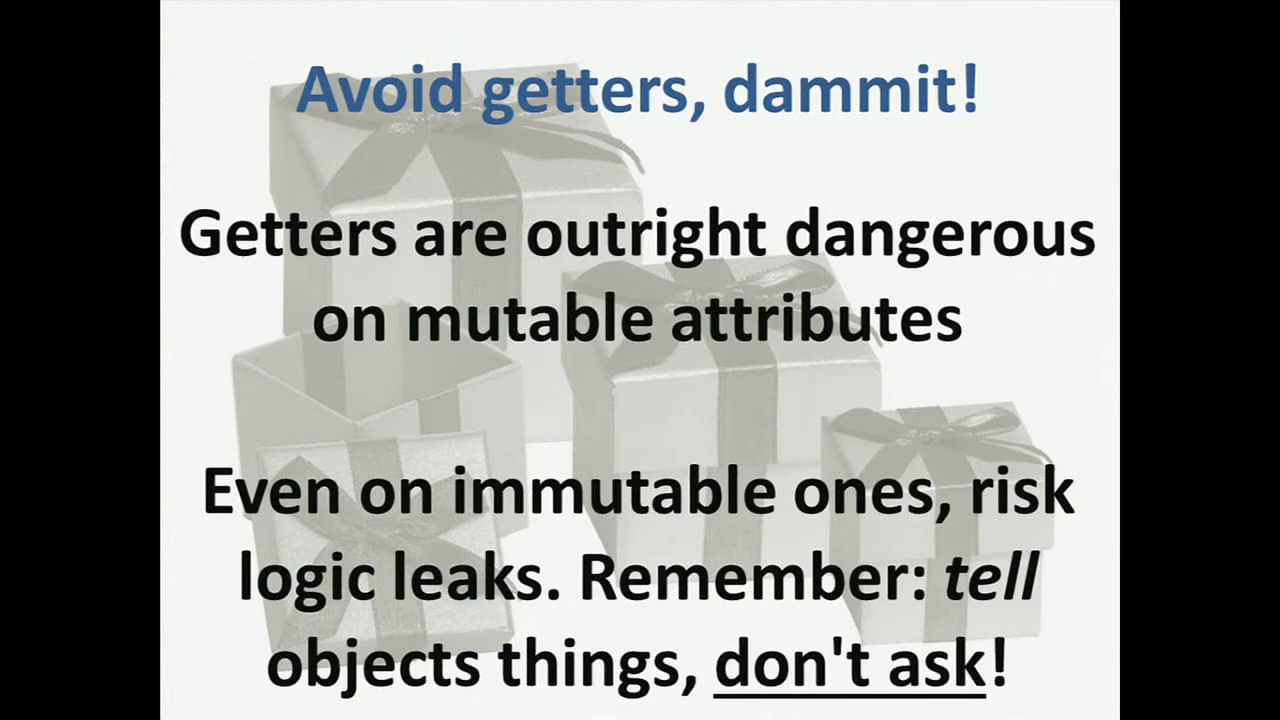 Avoid getters, dammit!
Getters are outright dangerous
on mutable attributes
Even on immutable ones, risk
logic leaks. Remember: tell
objects things, don't ask!